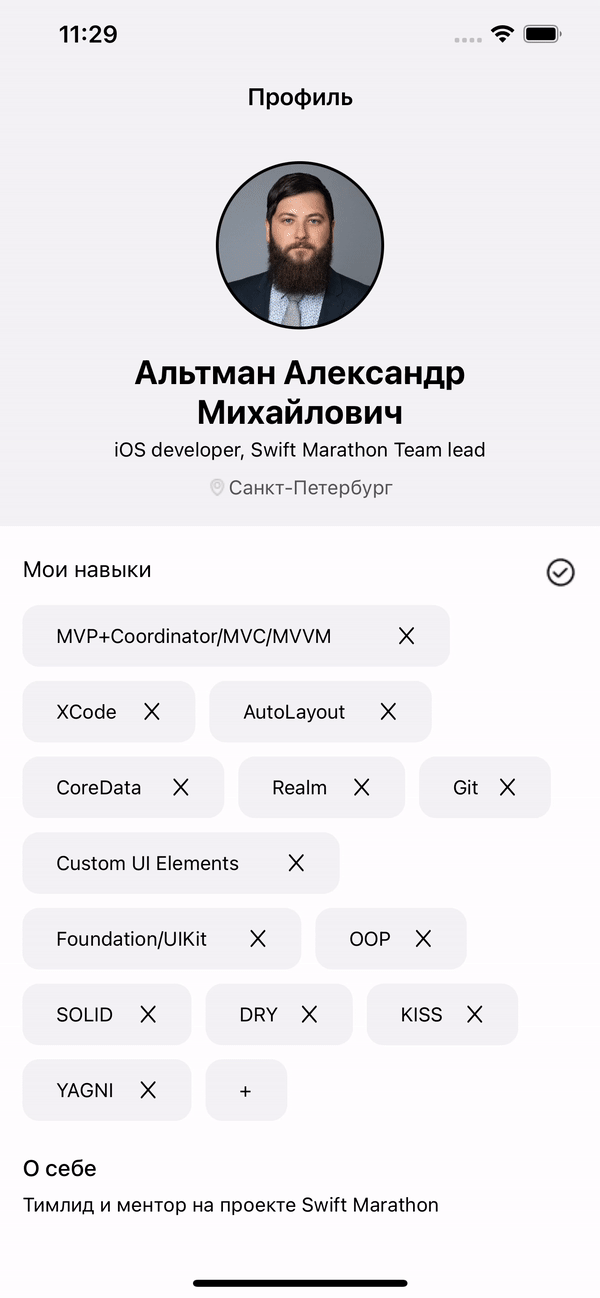 11:29
Профиль
Альтман Александр
Михайлович
iOS developer, Swift Marathon Team lead
Санкт-Петербург
Мои навыки
MVP+Coordinator/MVC/MVVM
XCode AutoLayout
CoreData Realm Git
Custom UI Elements
Foundation/UIKit OOP
SOLID DRY KISS
YAGNI +
О себе
Тимлид и ментор на проекте Swift Marathon